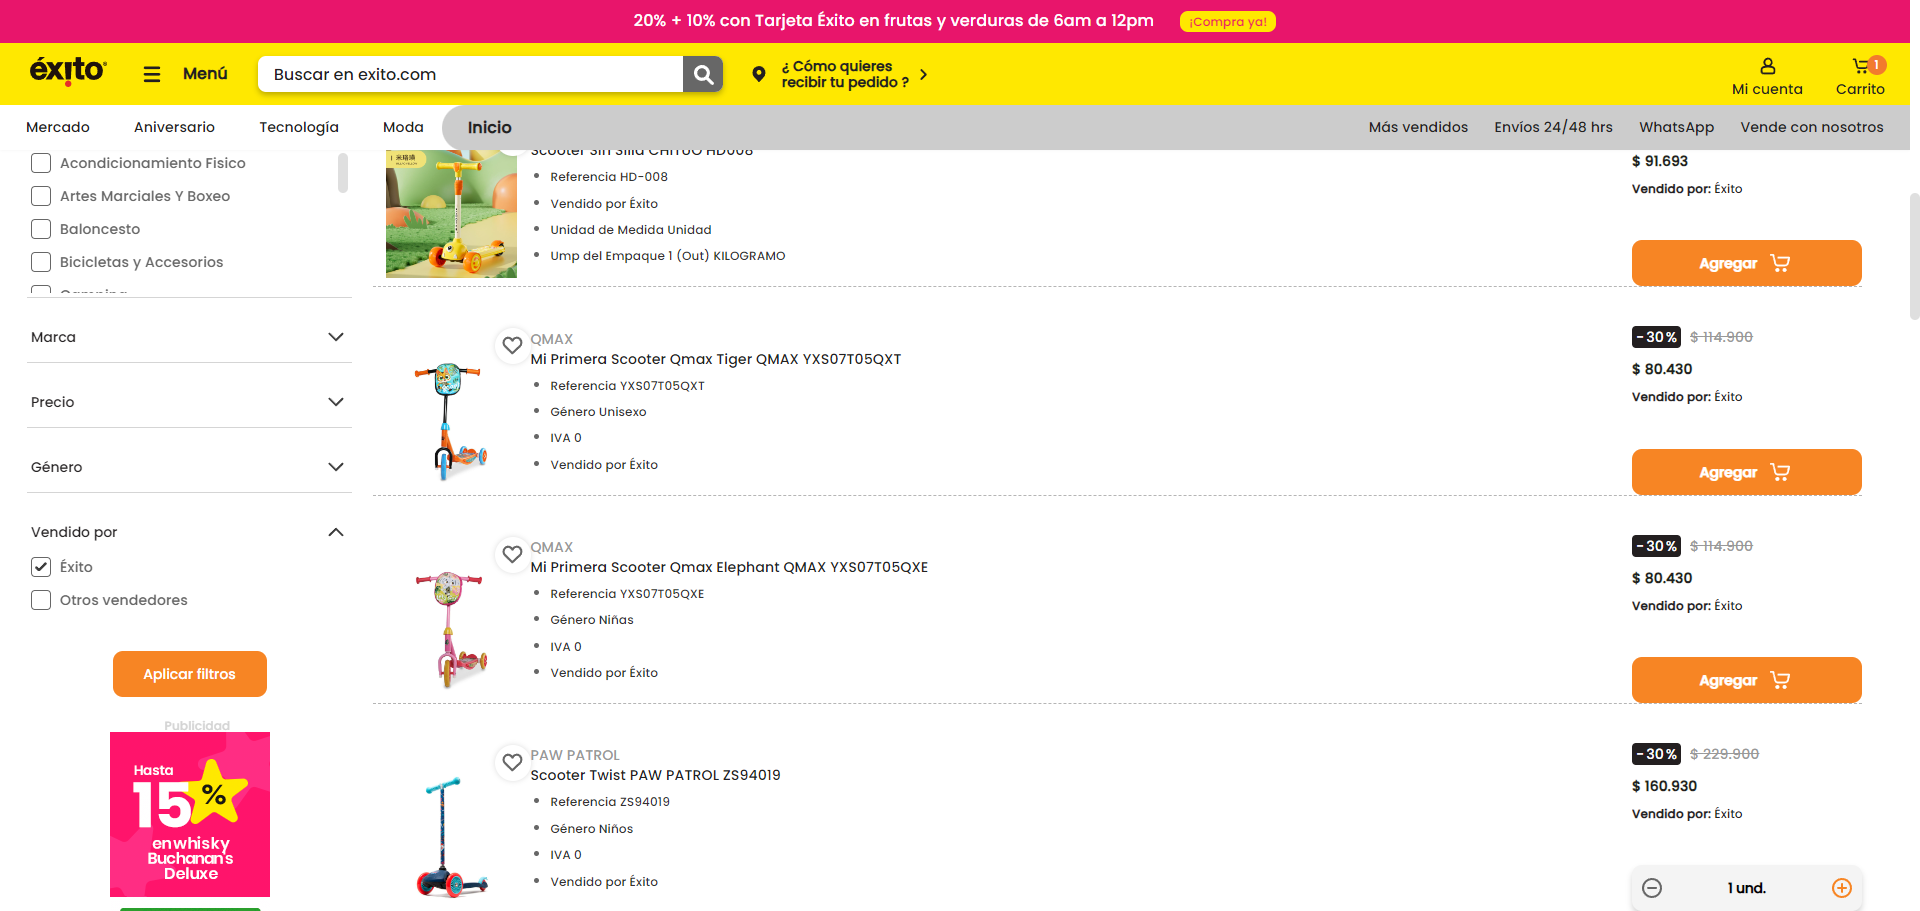 20% + 10% con Tarjeta Éxito en frutas y verduras de 6am a 12pm
¡Compra ya!
éxito
Menú
Buscar en exito.com
¿ Cómo quieres
recibir tu pedido ?
Mi cuenta
1
Carrito
Mercado
Aniversario
Tecnología
Moda
Inicio
Más vendidos
Envíos 24/48 hrs
WhatsApp
Vende con nosotros
Acondicionamiento Fisico
Artes Marciales Y Boxeo
Baloncesto
Bicicletas y Accesorios
Camping
Marca
Precio
Género
Vendido por
Éxito
Otros vendedores
Aplicar filtros
Publicidad
Hasta
15%
en whisky
Buchanan's
Deluxe
Scooter Sin Silla CHITUO HD008
Referencia HD-008
Vendido por Éxito
Unidad de Medida Unidad
Ump del Empaque 1 (Out) KILOGRAMO
$ 91.693
Vendido por: Éxito
Agregar
QMAX
Mi Primera Scooter Qmax Tiger QMAX YXS07T05QXT
Referencia YXS07T05QXT
Género Unisexo
IVA 0
Vendido por Éxito
-30% $ 114.900
$ 80.430
Vendido por: Éxito
Agregar
QMAX
Mi Primera Scooter Qmax Elephant QMAX YXS07T05QXE
Referencia YXS07T05QXE
Género Niñas
IVA 0
Vendido por Éxito
-30% $ 114.900
$ 80.430
Vendido por: Éxito
Agregar
PAW PATROL
Scooter Twist PAW PATROL ZS94019
Referencia ZS94019
Género Niños
IVA 0
Vendido por Éxito
-30% $ 229.900
$ 160.930
Vendido por: Éxito
1 und.